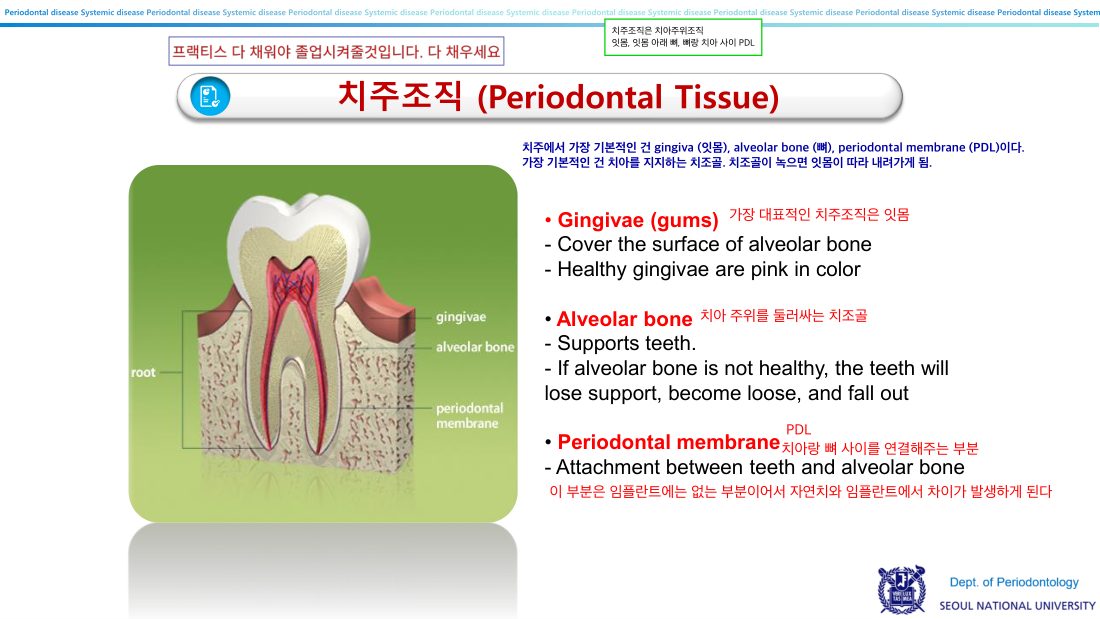 Periodontal disease Systemic disease Periodontal disease Systemic disease Periodontal disease Systemic disease Periodontal disease Systemic disease Periodontal disease Systemic disease Periodontal disease Systemic disease Periodontal disease Systemic disease Periodontal disease System
치주조직은 치아주위조직
잇몸, 잇몸 아래 뼈, 뼈랑 치아 사이 PDL
프랙티스 다 채워야 졸업시켜줄것입니다. 다 채우세요
치주조직 (Periodontal Tissue)
치주에서 가장 기본적인 건 gingiva (잇몸), alveolar bone (뼈), periodontal membrane (PDL)이다.
가장 기본적인 건 치아를 지지하는 치조골. 치조골이 녹으면 잇몸이 따라 내려가게 됨.
gingivae
alveolar bone
root
periodontal
membrane
• Gingivae (gums) 가장 대표적인 치주조직은 잇몸
- Cover the surface of alveolar bone
- Healthy gingivae are pink in color
• Alveolar bone 치아 주위를 둘러싸는 치조골
- Supports teeth.
- If alveolar bone is not healthy, the teeth will
lose support, become loose, and fall out
PDL
• Periodontal membrane 치아랑 뼈 사이를 연결해주는 부분
- Attachment between teeth and alveolar bone
이 부분은 임플란트에는 없는 부분이어서 자연치와 임플란트에서 차이가 발생하게 된다
VERI LUX
TAS MEA
Dept. of Periodontology
SEOUL NATIONAL UNIVERSITY